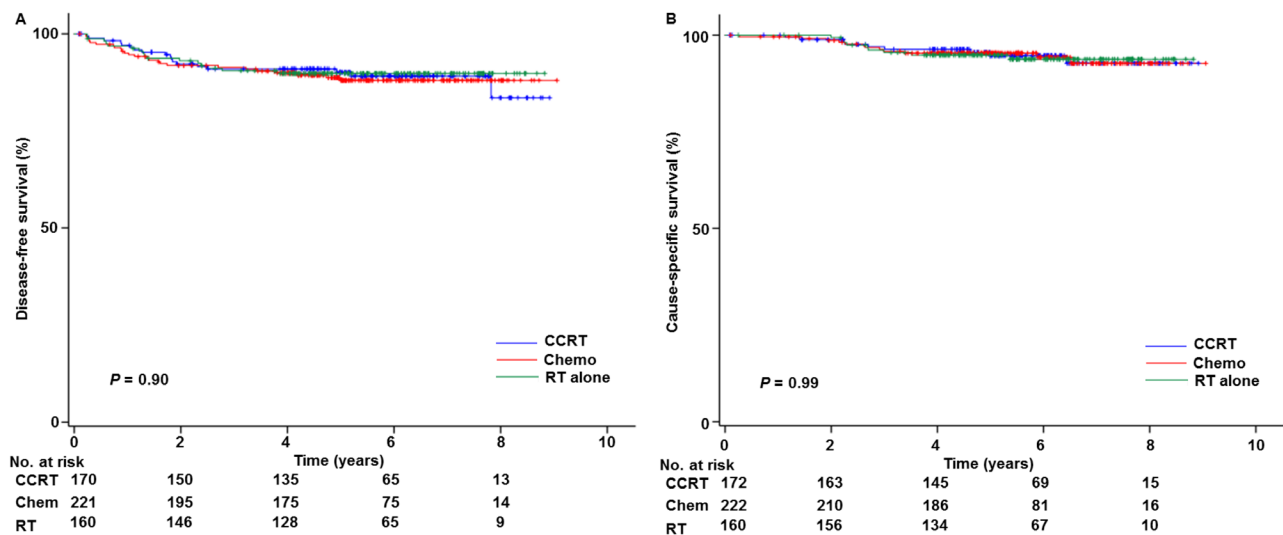 A
100
50
0
Disease-free survival (%)
CCRT
Chemo
RT alone
P = 0.90
0 2 4 6 8 10
Time (years)
No. at risk
CCRT 170 150 135 65 13
Chem 221 195 175 75 14
RT 160 146 128 65 9
B
100
50
0
Cause-specific survival (%)
CCRT
Chemo
RT alone
P = 0.99
0 2 4 6 8 10
Time (years)
No. at risk
CCRT 172 163 145 69 15
Chem 222 210 186 81 16
RT 160 156 134 67 10